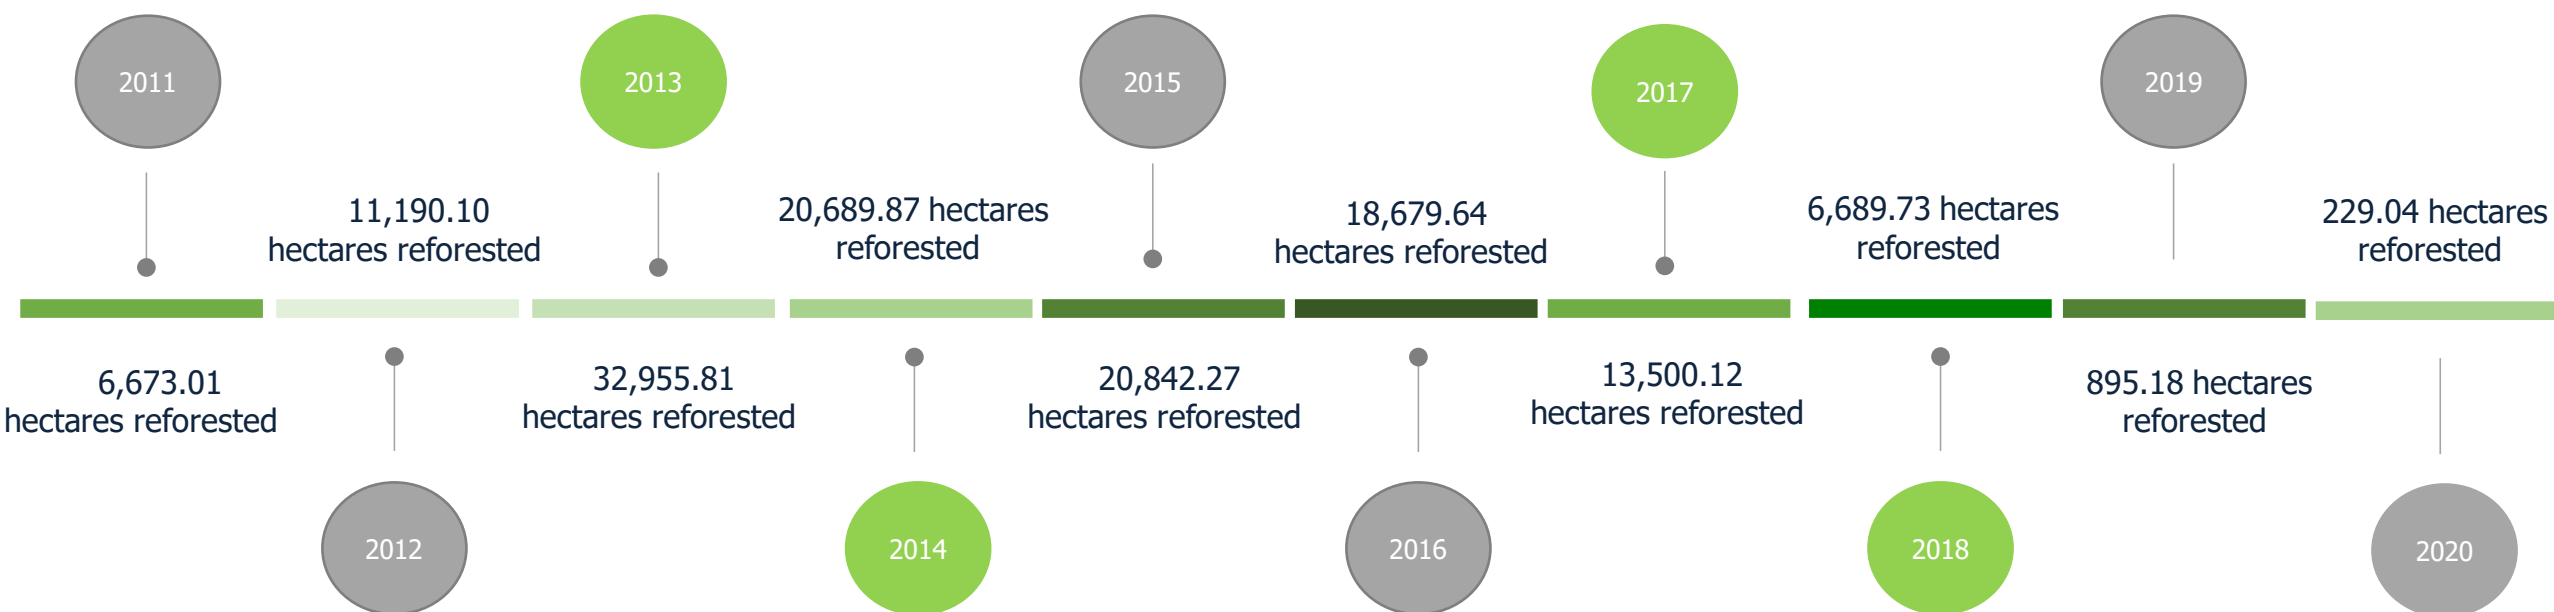 2011
6,673.01
hectares reforested
11,190.10
hectares reforested
2012
2013
32,955.81
hectares reforested
20,689.87 hectares
reforested
2014
2015
20,842.27
hectares reforested
18,679.64
hectares reforested
2016
2017
13,500.12
hectares reforested
6,689.73 hectares
reforested
2018
2019
895.18 hectares
reforested
229.04 hectares
reforested
2020